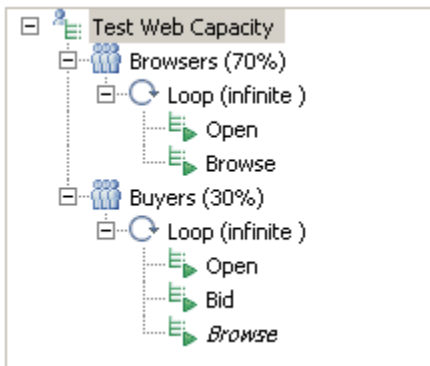 Test Web Capacity
Browsers (70%)
Loop (infinite )
Open
Browse
Buyers (30%)
Loop (infinite )
Open
Bid
Browse